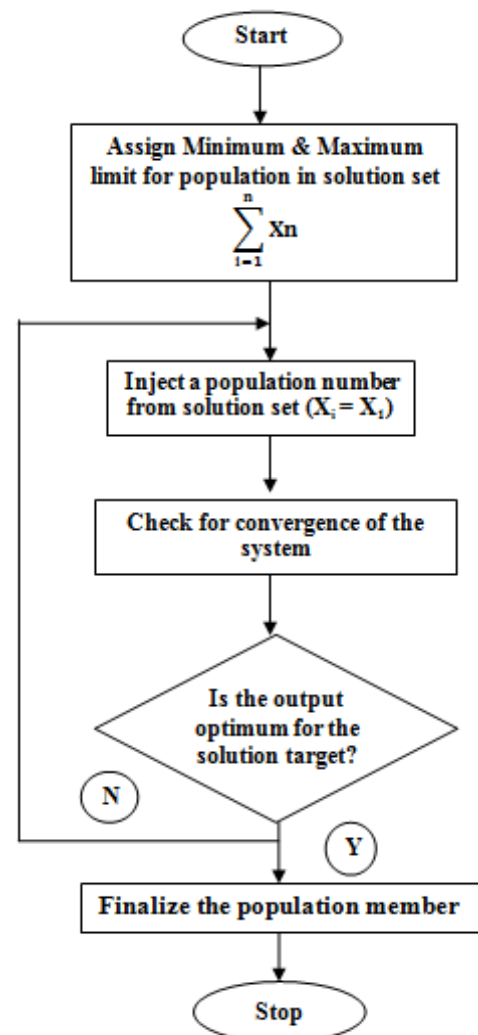 Start
Assign Minimum & Maximum
limit for population in solution set
n
∑ Xn
i=1
Inject a population number
from solution set (Xᵢ = X₁)
Check for convergence of the
system
Is the output
optimum for the
solution target?
N
Y
Finalize the population member
Stop